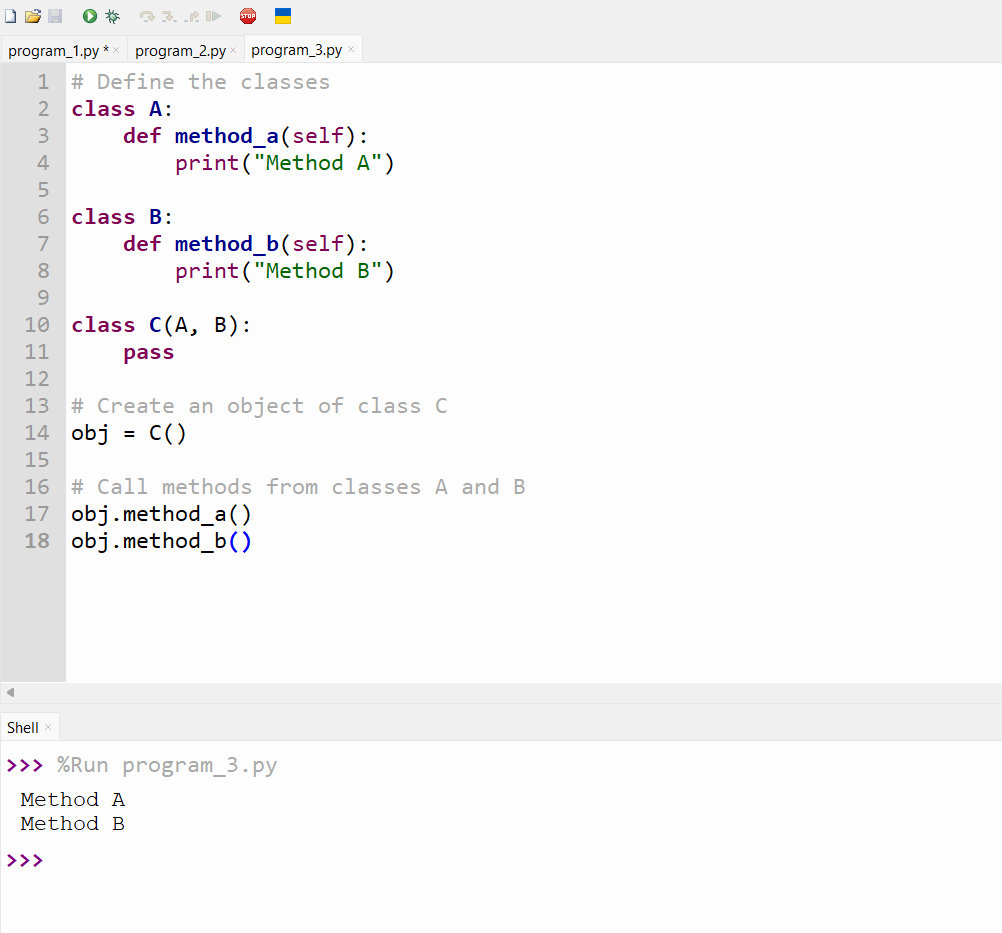 STOP
program_1.py * × program_2.py × program_3.py ×
1 # Define the classes
2 class A:
3     def method_a(self):
4         print("Method A")
5
6 class B:
7     def method_b(self):
8         print("Method B")
9
10 class C(A, B):
11     pass
12
13 # Create an object of class C
14 obj = C()
15
16 # Call methods from classes A and B
17 obj.method_a()
18 obj.method_b()
Shell ×
>>> %Run program_3.py
Method A
Method B
>>>